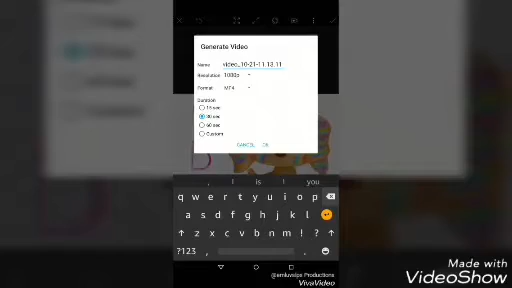 Generate Video
Name video_10-21-11.13.11
Resolution 1080p
Format MP4
Duration
15 sec
30 sec
60 sec
Custom
CANCEL OK
, I is I you
q w e r t y u i o p
a s d f g h j k l
z x c v b n m ! ?
?123 , .
@emluvslps Productions
VivaVideo
Made with
VideoShow